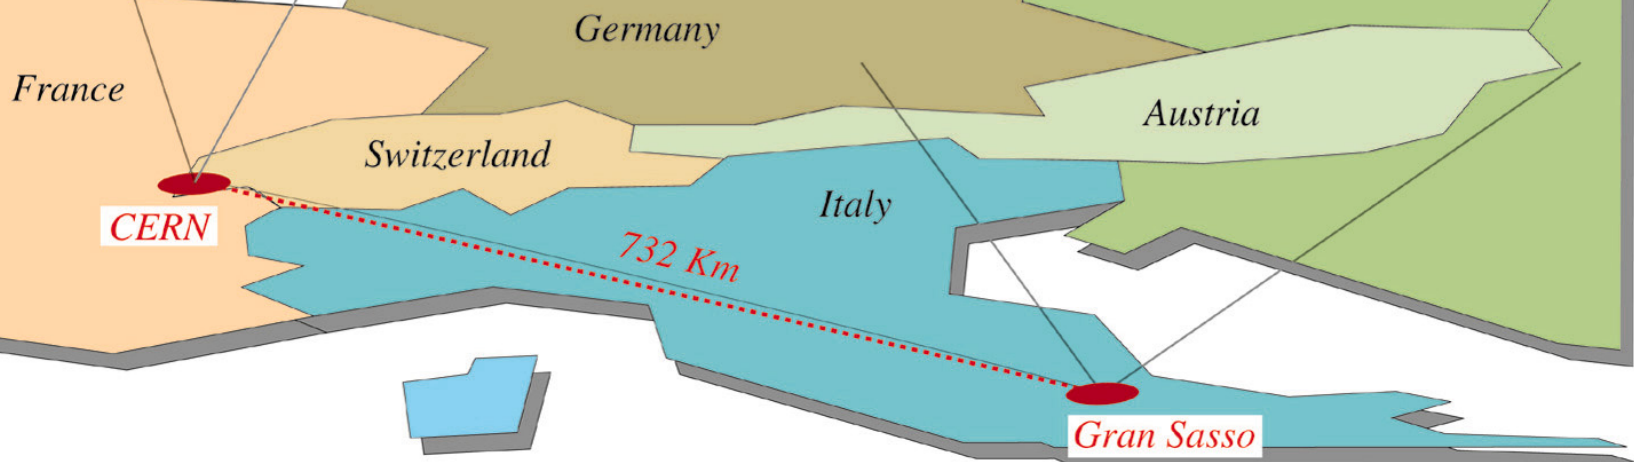 Germany
France
Austria
Switzerland
Italy
CERN
732 Km
Gran Sasso